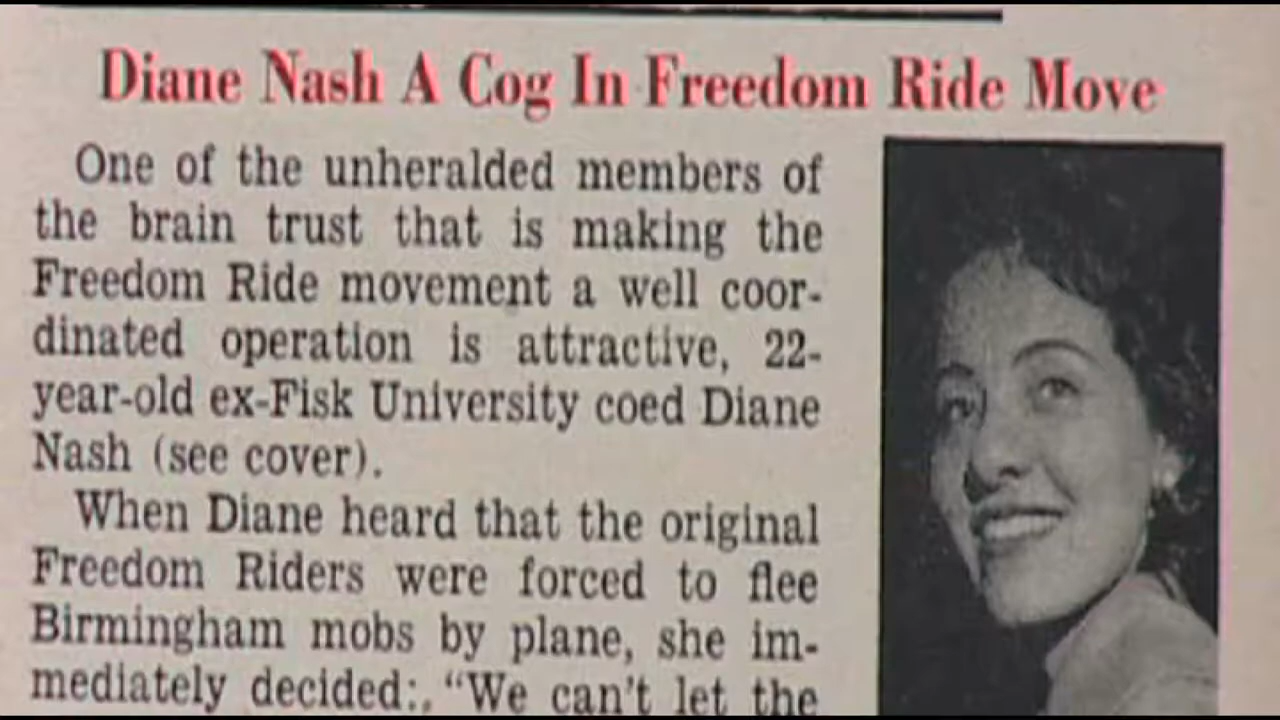 Diane Nash A Cog In Freedom Ride Move
One of the unheralded members of
the brain trust that is making the
Freedom Ride movement a well coor-
dinated operation is attractive, 22-
year-old ex-Fisk University coed Diane
Nash (see cover).
When Diane heard that the original
Freedom Riders were forced to flee
Birmingham mobs by plane, she im-
mediately decided: "We can't let the